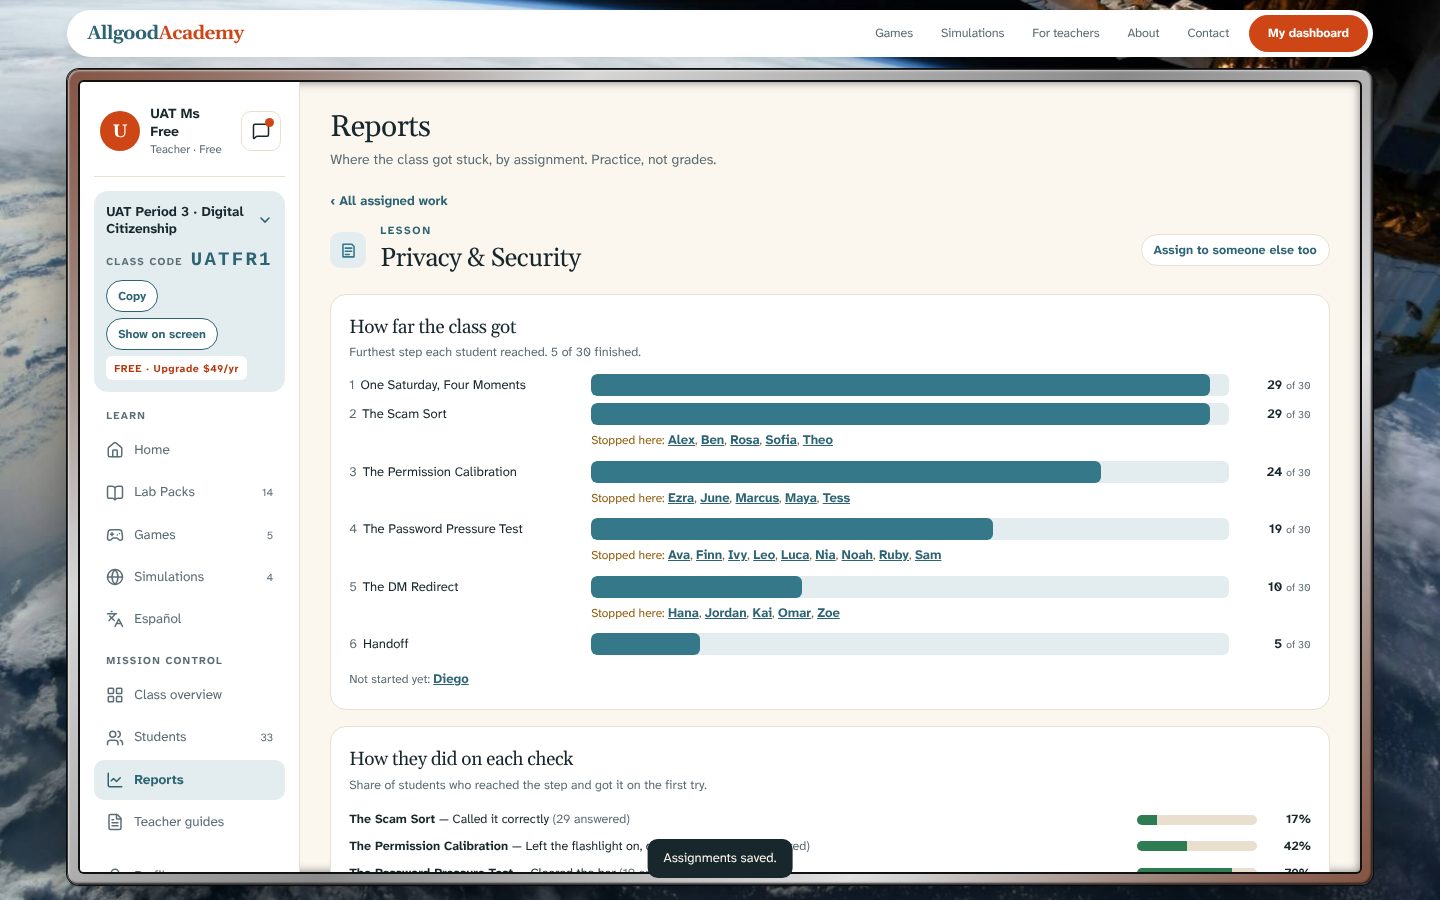 AllgoodAcademy
Games
Simulations
For teachers
About
Contact
My dashboard
U
UAT Ms
Free
Teacher · Free
UAT Period 3 · Digital
Citizenship
CLASS CODE UATFR1
Copy
Show on screen
FREE · Upgrade $49/yr
LEARN
Home
Lab Packs 14
Games 5
Simulations 4
Español
MISSION CONTROL
Class overview
Students 33
Reports
Teacher guides
Reports
Where the class got stuck, by assignment. Practice, not grades.
‹ All assigned work
LESSON
Privacy & Security
Assign to someone else too
How far the class got
Furthest step each student reached. 5 of 30 finished.
1 One Saturday, Four Moments 29 of 30
2 The Scam Sort 29 of 30
Stopped here: Alex, Ben, Rosa, Sofia, Theo
3 The Permission Calibration 24 of 30
Stopped here: Ezra, June, Marcus, Maya, Tess
4 The Password Pressure Test 19 of 30
Stopped here: Ava, Finn, Ivy, Leo, Luca, Nia, Noah, Ruby, Sam
5 The DM Redirect 10 of 30
Stopped here: Hana, Jordan, Kai, Omar, Zoe
6 Handoff 5 of 30
Not started yet: Diego
How they did on each check
Share of students who reached the step and got it on the first try.
The Scam Sort — Called it correctly (29 answered) 17%
The Permission Calibration — Left the flashlight on, 42%
The Password Pressure Test — Cleared the bar
Assignments saved.